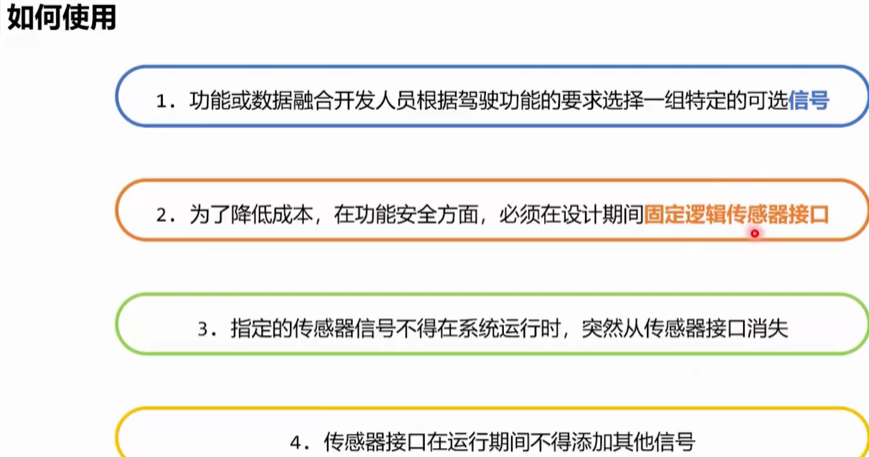 如何使用
1. 功能或数据融合开发人员根据驾驶功能的要求选择一组特定的可选信号
2. 为了降低成本，在功能安全方面，必须在设计期间固定逻辑传感器接口
3. 指定的传感器信号不得在系统运行时，突然从传感器接口消失
4. 传感器接口在运行期间不得添加其他信号